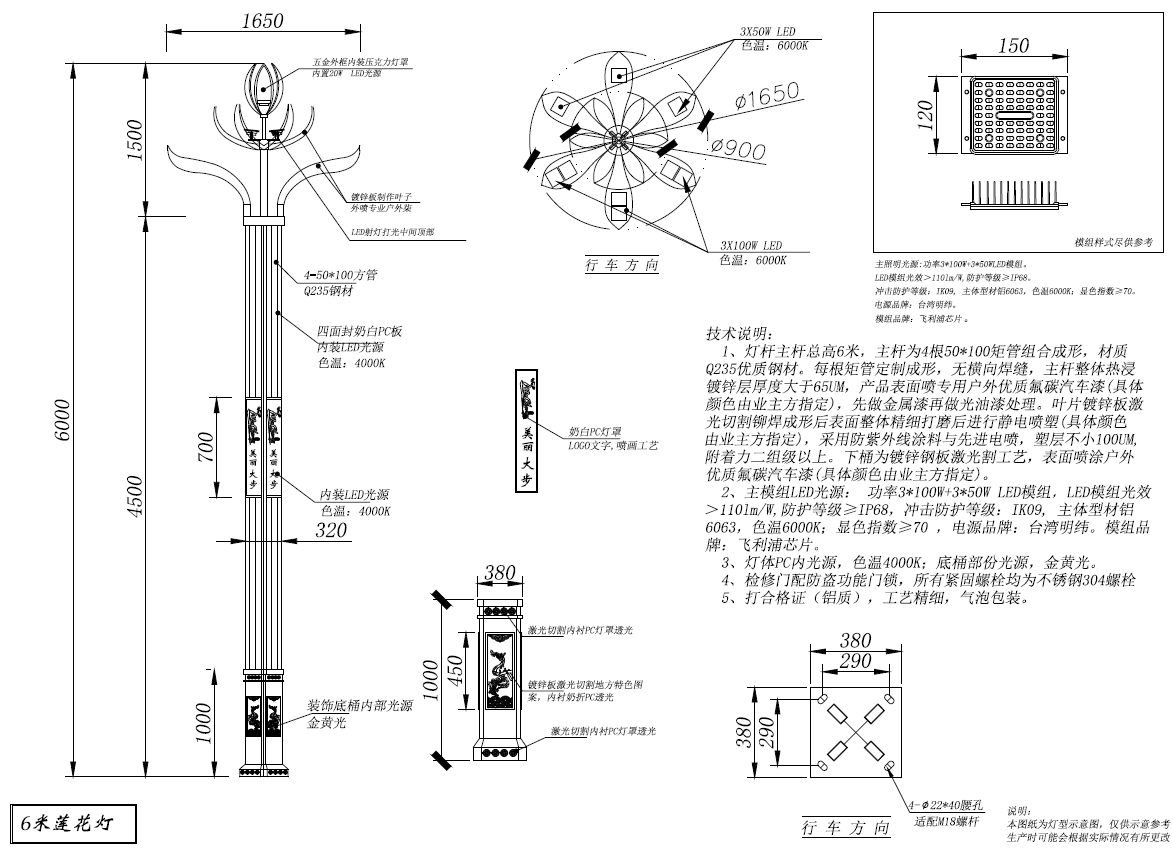 1650
五金外框内装压克力灯罩
内置20W LED光源
1500
镀锌板制作叶子
外喷专业户外柒
LED射灯打光中间顶部
4-50*100方管
Q235钢材
四面封奶白PC板
内装LED光源
色温：4000K
6000
4500
700
美丽大步
美丽大步
内装LED光源
色温：4000K
320
1000
装饰底桶内部光源
金黄光
6米莲花灯
3X50W LED
色温：6000K
ø1650
ø900
3X100W LED
色温：6000K
行车方向
美丽大步
奶白PC灯罩
LOGO文字,喷画工艺
380
1000
450
激光切割内衬PC灯罩透光
镀锌板激光切割地方特色图
案，内衬奶折PC透光
激光切割内衬PC灯罩透光
150
120
模组样式尽供参考
主照明光源:功率3*100W+3*50WLED模组。
LED模组光效>110lm/W,防护等级≥IP68。
冲击防护等级：IK09, 主体型材铝6063，色温6000K；显色指数≥70。
电源品牌：台湾明纬。
模组品牌：飞利浦芯片。
技术说明：
1、灯杆主杆总高6米，主杆为4根50*100矩管组合成形，材质
Q235优质钢材。每根矩管定制成形，无横向焊缝，主杆整体热浸
镀锌层厚度大于65UM，产品表面喷专用户外优质氟碳汽车漆(具体
颜色由业主方指定)，先做金属漆再做光油漆处理。叶片镀锌板激
光切割铆焊成形后表面整体精细打磨后进行静电喷塑(具体颜色
由业主方指定)，采用防紫外线涂料与先进电喷，塑层不小100UM,
附着力二组级以上。下桶为镀锌钢板激光割工艺，表面喷涂户外
优质氟碳汽车漆(具体颜色由业主方指定)。
2、主模组LED光源： 功率3*100W+3*50W LED模组，LED模组光效
>110lm/W,防护等级≥IP68，冲击防护等级：IK09, 主体型材铝
6063，色温6000K；显色指数≥70 ，电源品牌：台湾明纬。模组品
牌：飞利浦芯片。
3、灯体PC内光源，色温4000K；底桶部份光源，金黄光。
4、检修门配防盗功能门锁，所有紧固螺栓均为不锈钢304螺栓
5、打合格证（铝质），工艺精细，气泡包装。
380
290
380
290
4-ø22*40腰孔
适配M18螺杆
行车方向
说明：
本图纸为灯型示意图，仅供示意参考
生产时可能会根据实际情况有所更改